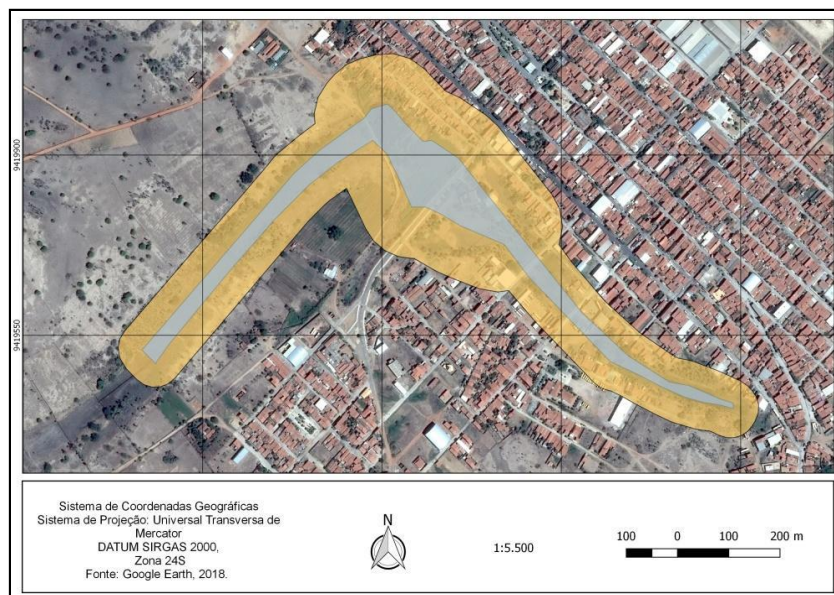 9419900
9419550
Sistema de Coordenadas Geográficas
Sistema de Projeção: Universal Transversa de
Mercator
DATUM SIRGAS 2000,
Zona 24S
Fonte: Google Earth, 2018.
N
1:5.500
100 0 100 200 m